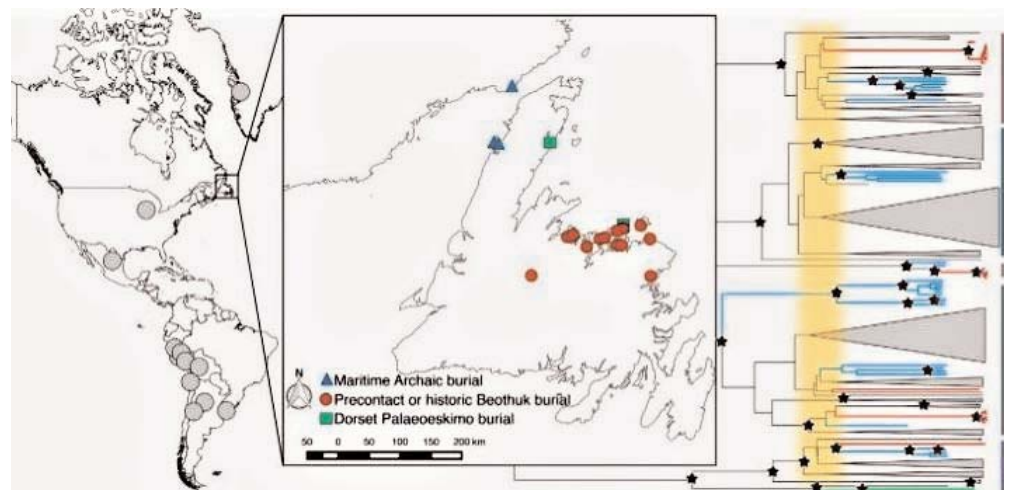 N
Maritime Archaic burial
Precontact or historic Beothuk burial
Dorset Palaeoeskimo burial
50 0 50 100 150 200 km